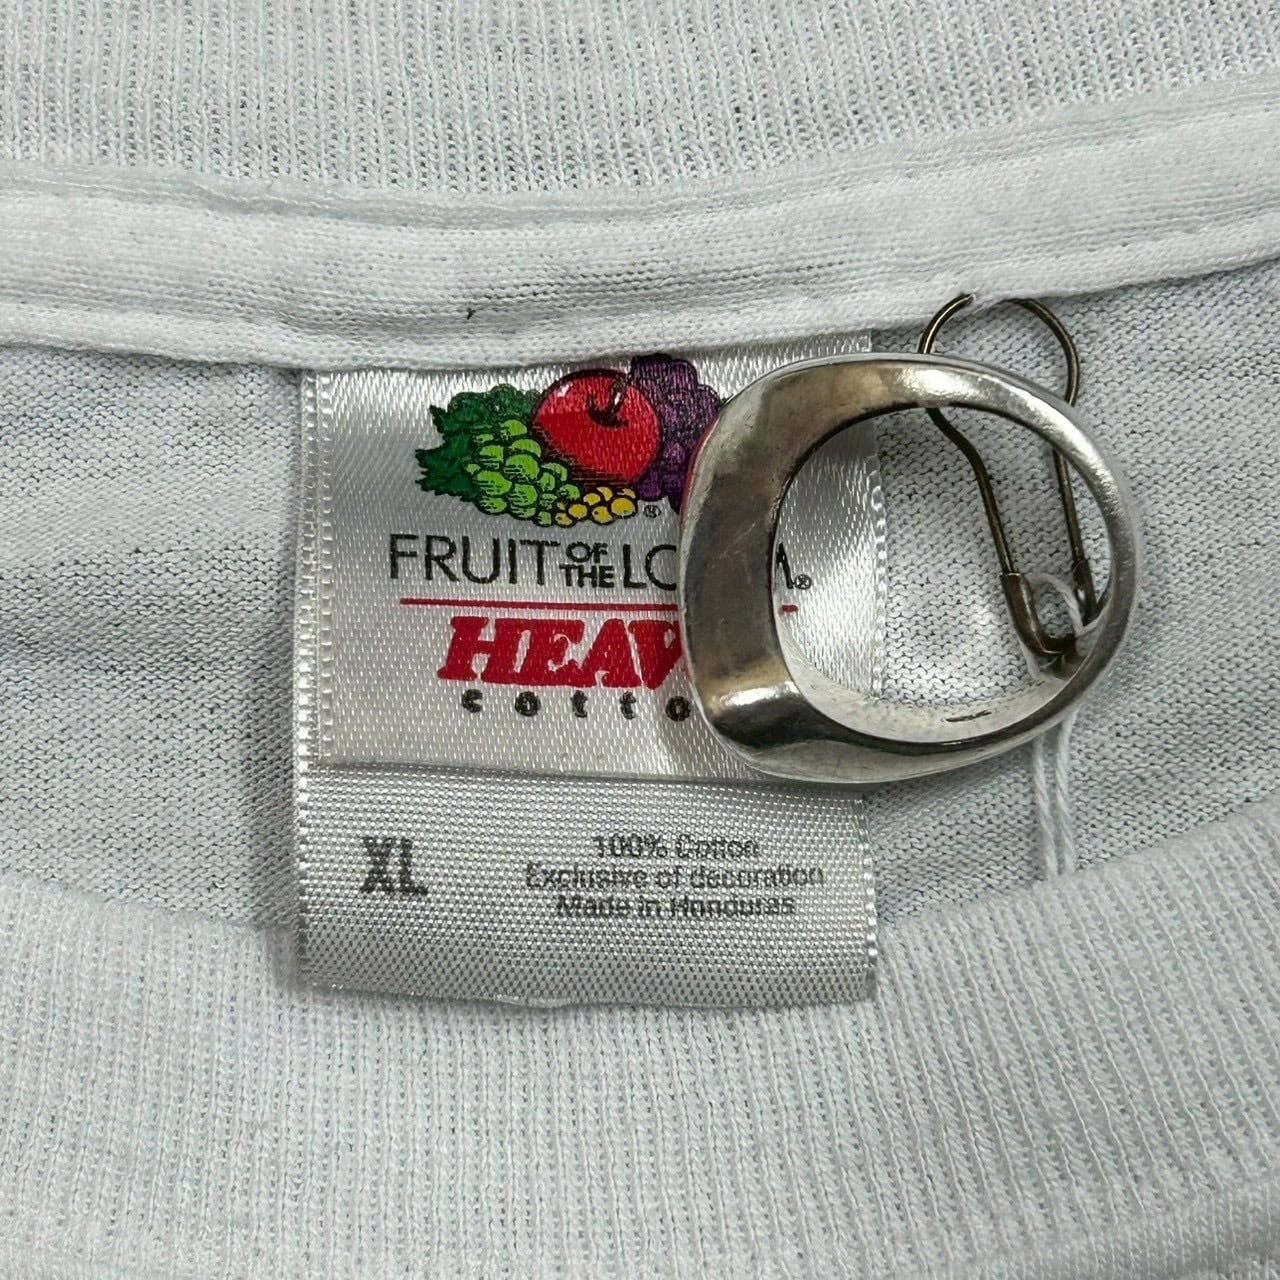 FRUIT OF THE LO M®
HEAV
cotto
XL
100% Cotton
Exclusive of decoration
Made in Honduras